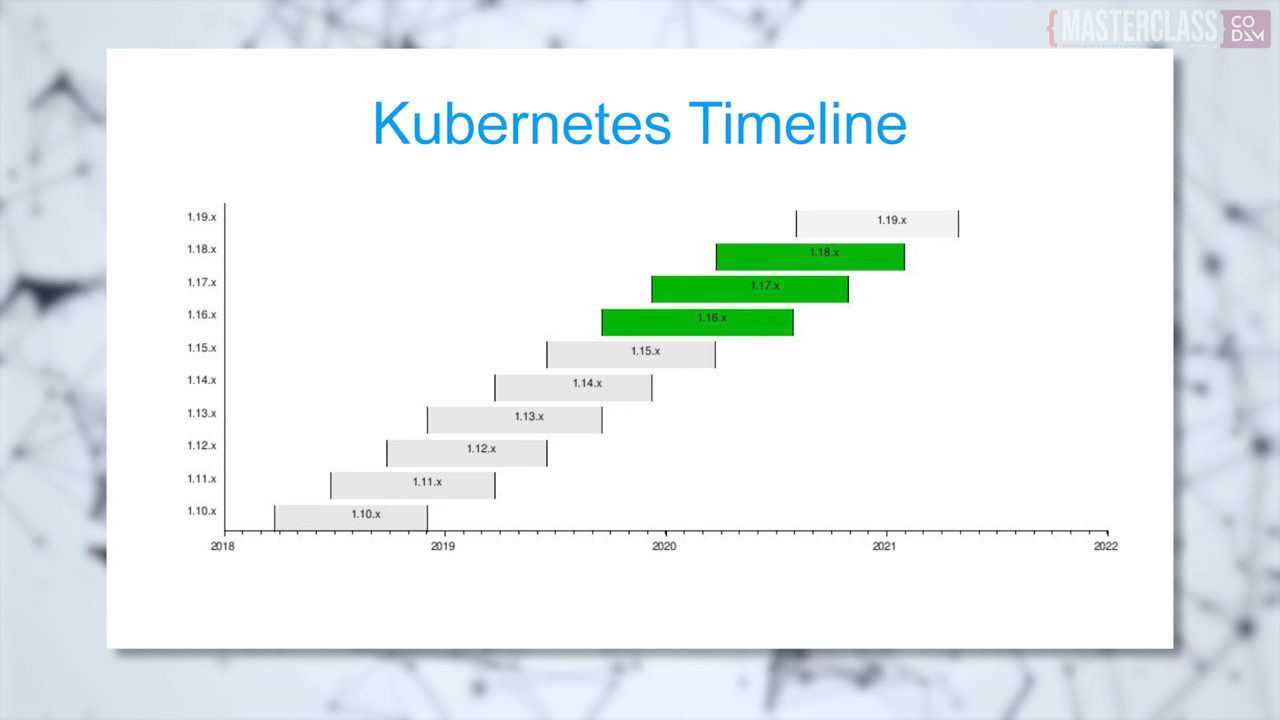 { MASTERCLASS
CO
DΔM
Kubernetes Timeline
1.19.x
1.19.x
1.18.x
1.18.x
1.17.x
1.17.x
1.16.x
1.16.x
1.15.x
1.15.x
1.14.x
1.14.x
1.13.x
1.13.x
1.12.x
1.12.x
1.11.x
1.11.x
1.10.x
1.10.x
2018 2019 2020 2021 2022